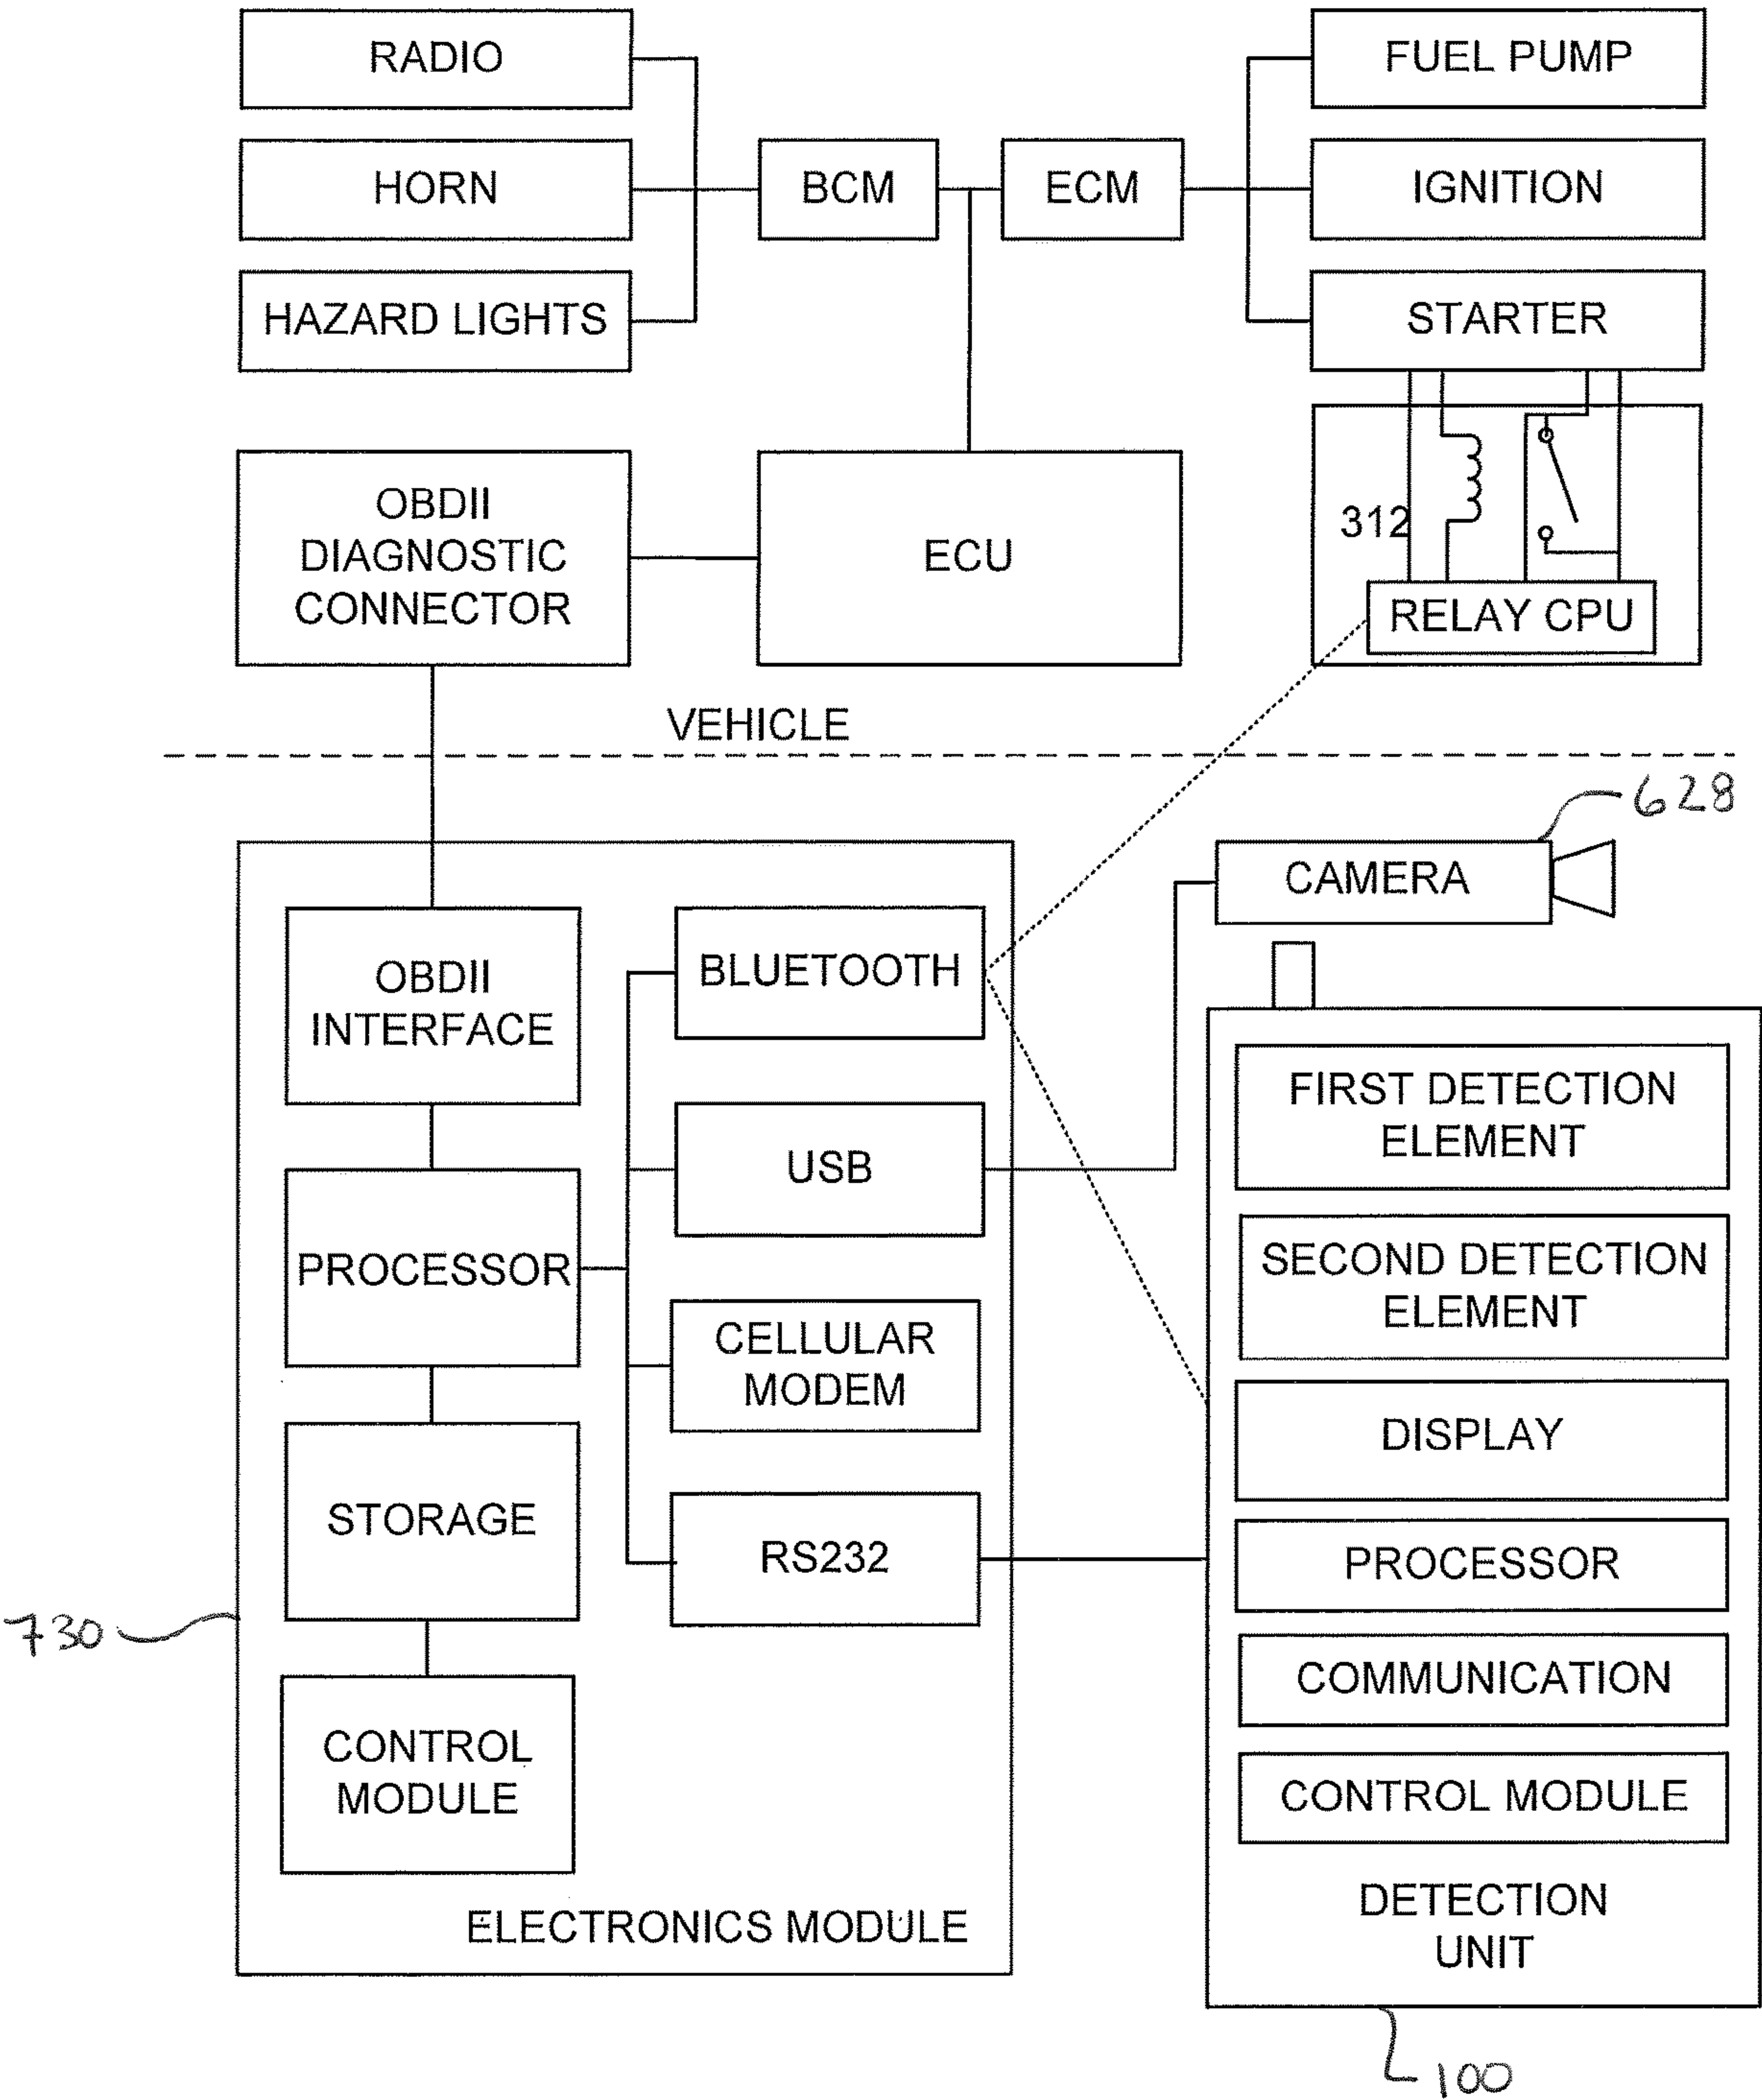 RADIO
HORN
HAZARD LIGHTS
BCM
ECM
FUEL PUMP
IGNITION
STARTER
312
RELAY CPU
OBDII
DIAGNOSTIC
CONNECTOR
ECU
VEHICLE
628
CAMERA
OBDII
INTERFACE
PROCESSOR
STORAGE
CONTROL
MODULE
BLUETOOTH
USB
CELLULAR
MODEM
RS232
ELECTRONICS MODULE
730
FIRST DETECTION
ELEMENT
SECOND DETECTION
ELEMENT
DISPLAY
PROCESSOR
COMMUNICATION
CONTROL MODULE
DETECTION
UNIT
100